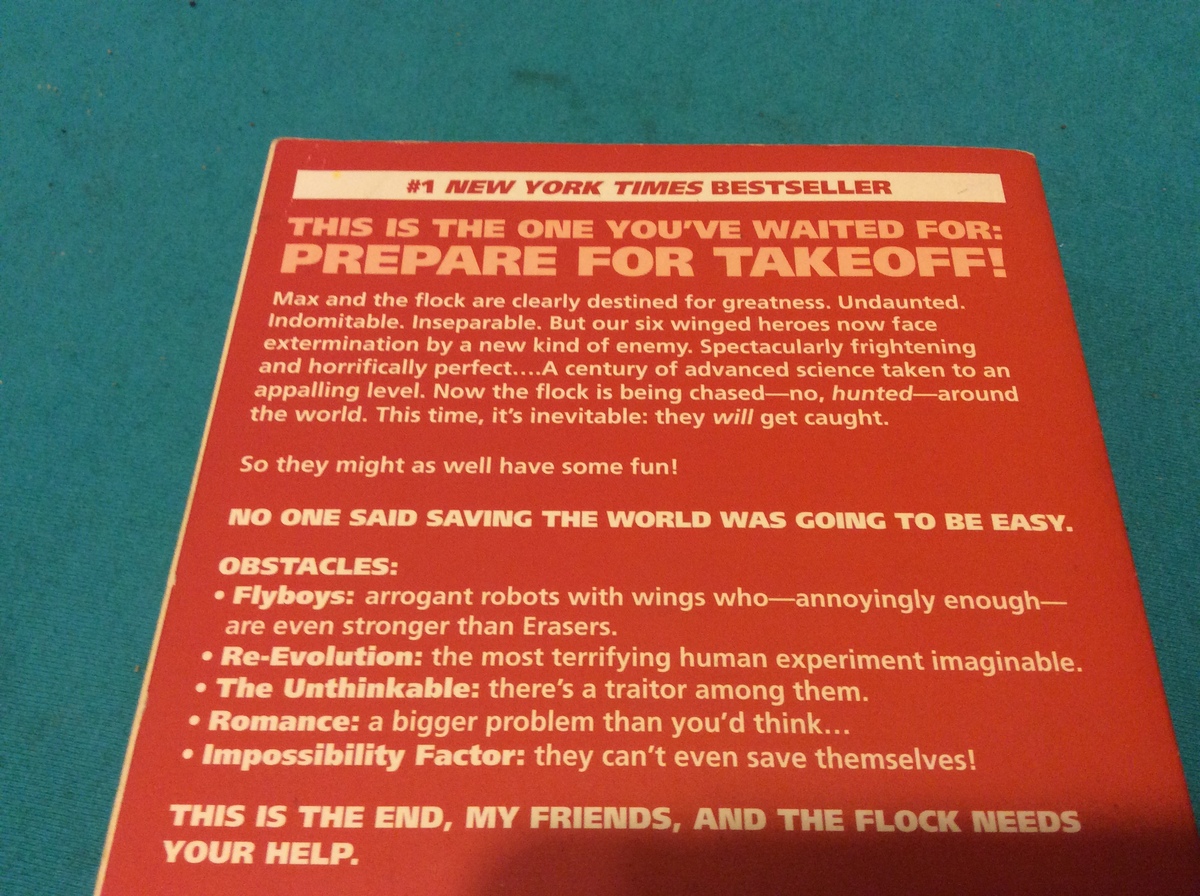 #1 NEW YORK TIMES BESTSELLER
THIS IS THE ONE YOU'VE WAITED FOR:
PREPARE FOR TAKEOFF!
Max and the flock are clearly destined for greatness. Undaunted.
Indomitable. Inseparable. But our six winged heroes now face
extermination by a new kind of enemy. Spectacularly frightening
and horrifically perfect....A century of advanced science taken to an
appalling level. Now the flock is being chased—no, hunted—around
the world. This time, it's inevitable: they will get caught.
So they might as well have some fun!
NO ONE SAID SAVING THE WORLD WAS GOING TO BE EASY.
OBSTACLES:
• Flyboys: arrogant robots with wings who—annoyingly enough—
are even stronger than Erasers.
• Re-Evolution: the most terrifying human experiment imaginable.
• The Unthinkable: there's a traitor among them.
• Romance: a bigger problem than you'd think...
• Impossibility Factor: they can't even save themselves!
THIS IS THE END, MY FRIENDS, AND THE FLOCK NEEDS
YOUR HELP.